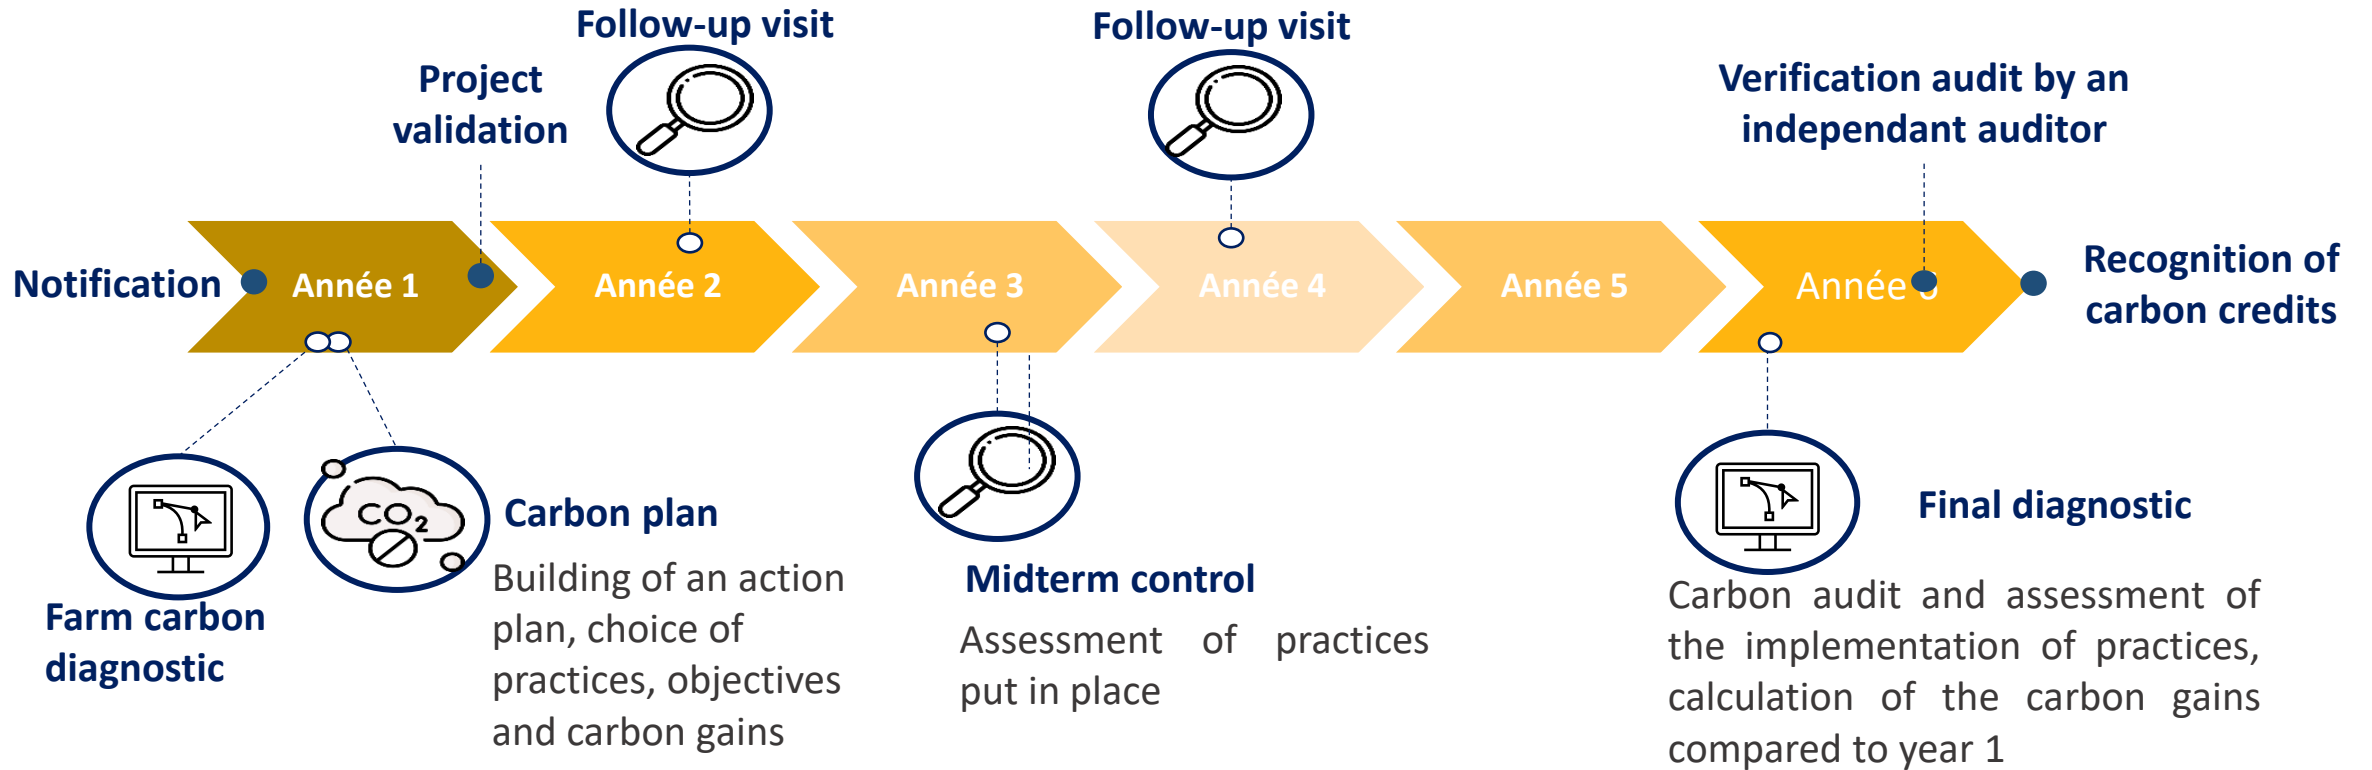 Follow-up visit
Follow-up visit
Project
validation
Verification audit by an
independant auditor
Notification
Année 1
Année 2
Année 3
Année 4
Année 5
Année 6
Recognition of
carbon credits
CO2
Farm carbon
diagnostic
Carbon plan
Building of an action
plan, choice of
practices, objectives
and carbon gains
Midterm control
Assessment of practices
put in place
Final diagnostic
Carbon audit and assessment of
the implementation of practices,
calculation of the carbon gains
compared to year 1